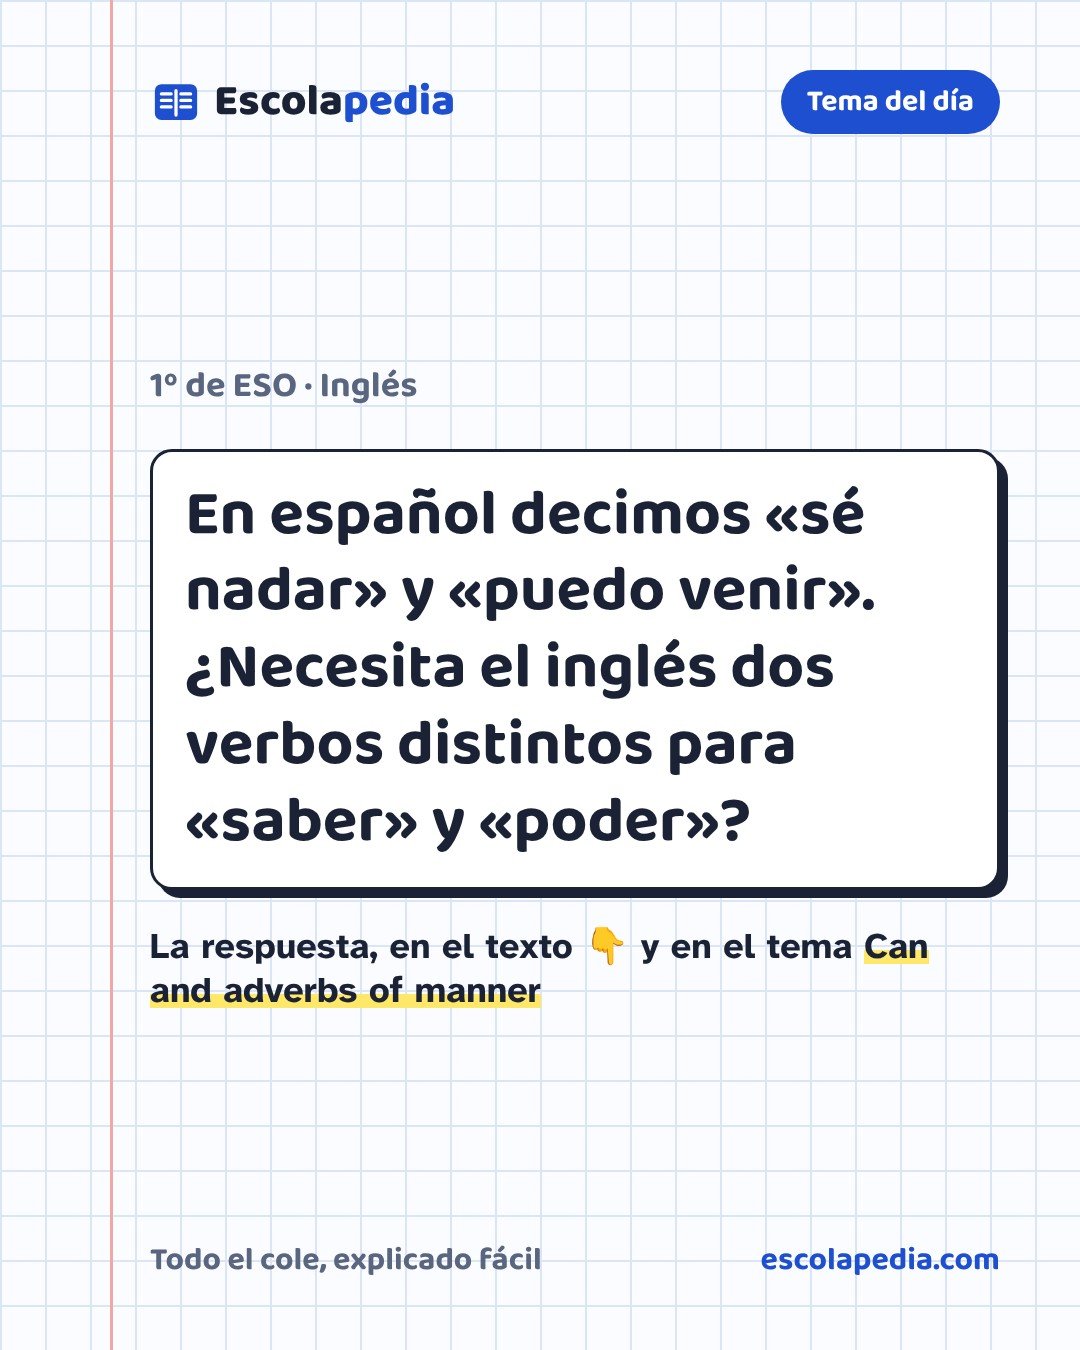 Escolapedia
Tema del día
1º de ESO · Inglés
En español decimos «sé
nadar» y «puedo venir».
¿Necesita el inglés dos
verbos distintos para
«saber» y «poder»?
La respuesta, en el texto 👇 y en el tema Can
and adverbs of manner
Todo el cole, explicado fácil
escolapedia.com